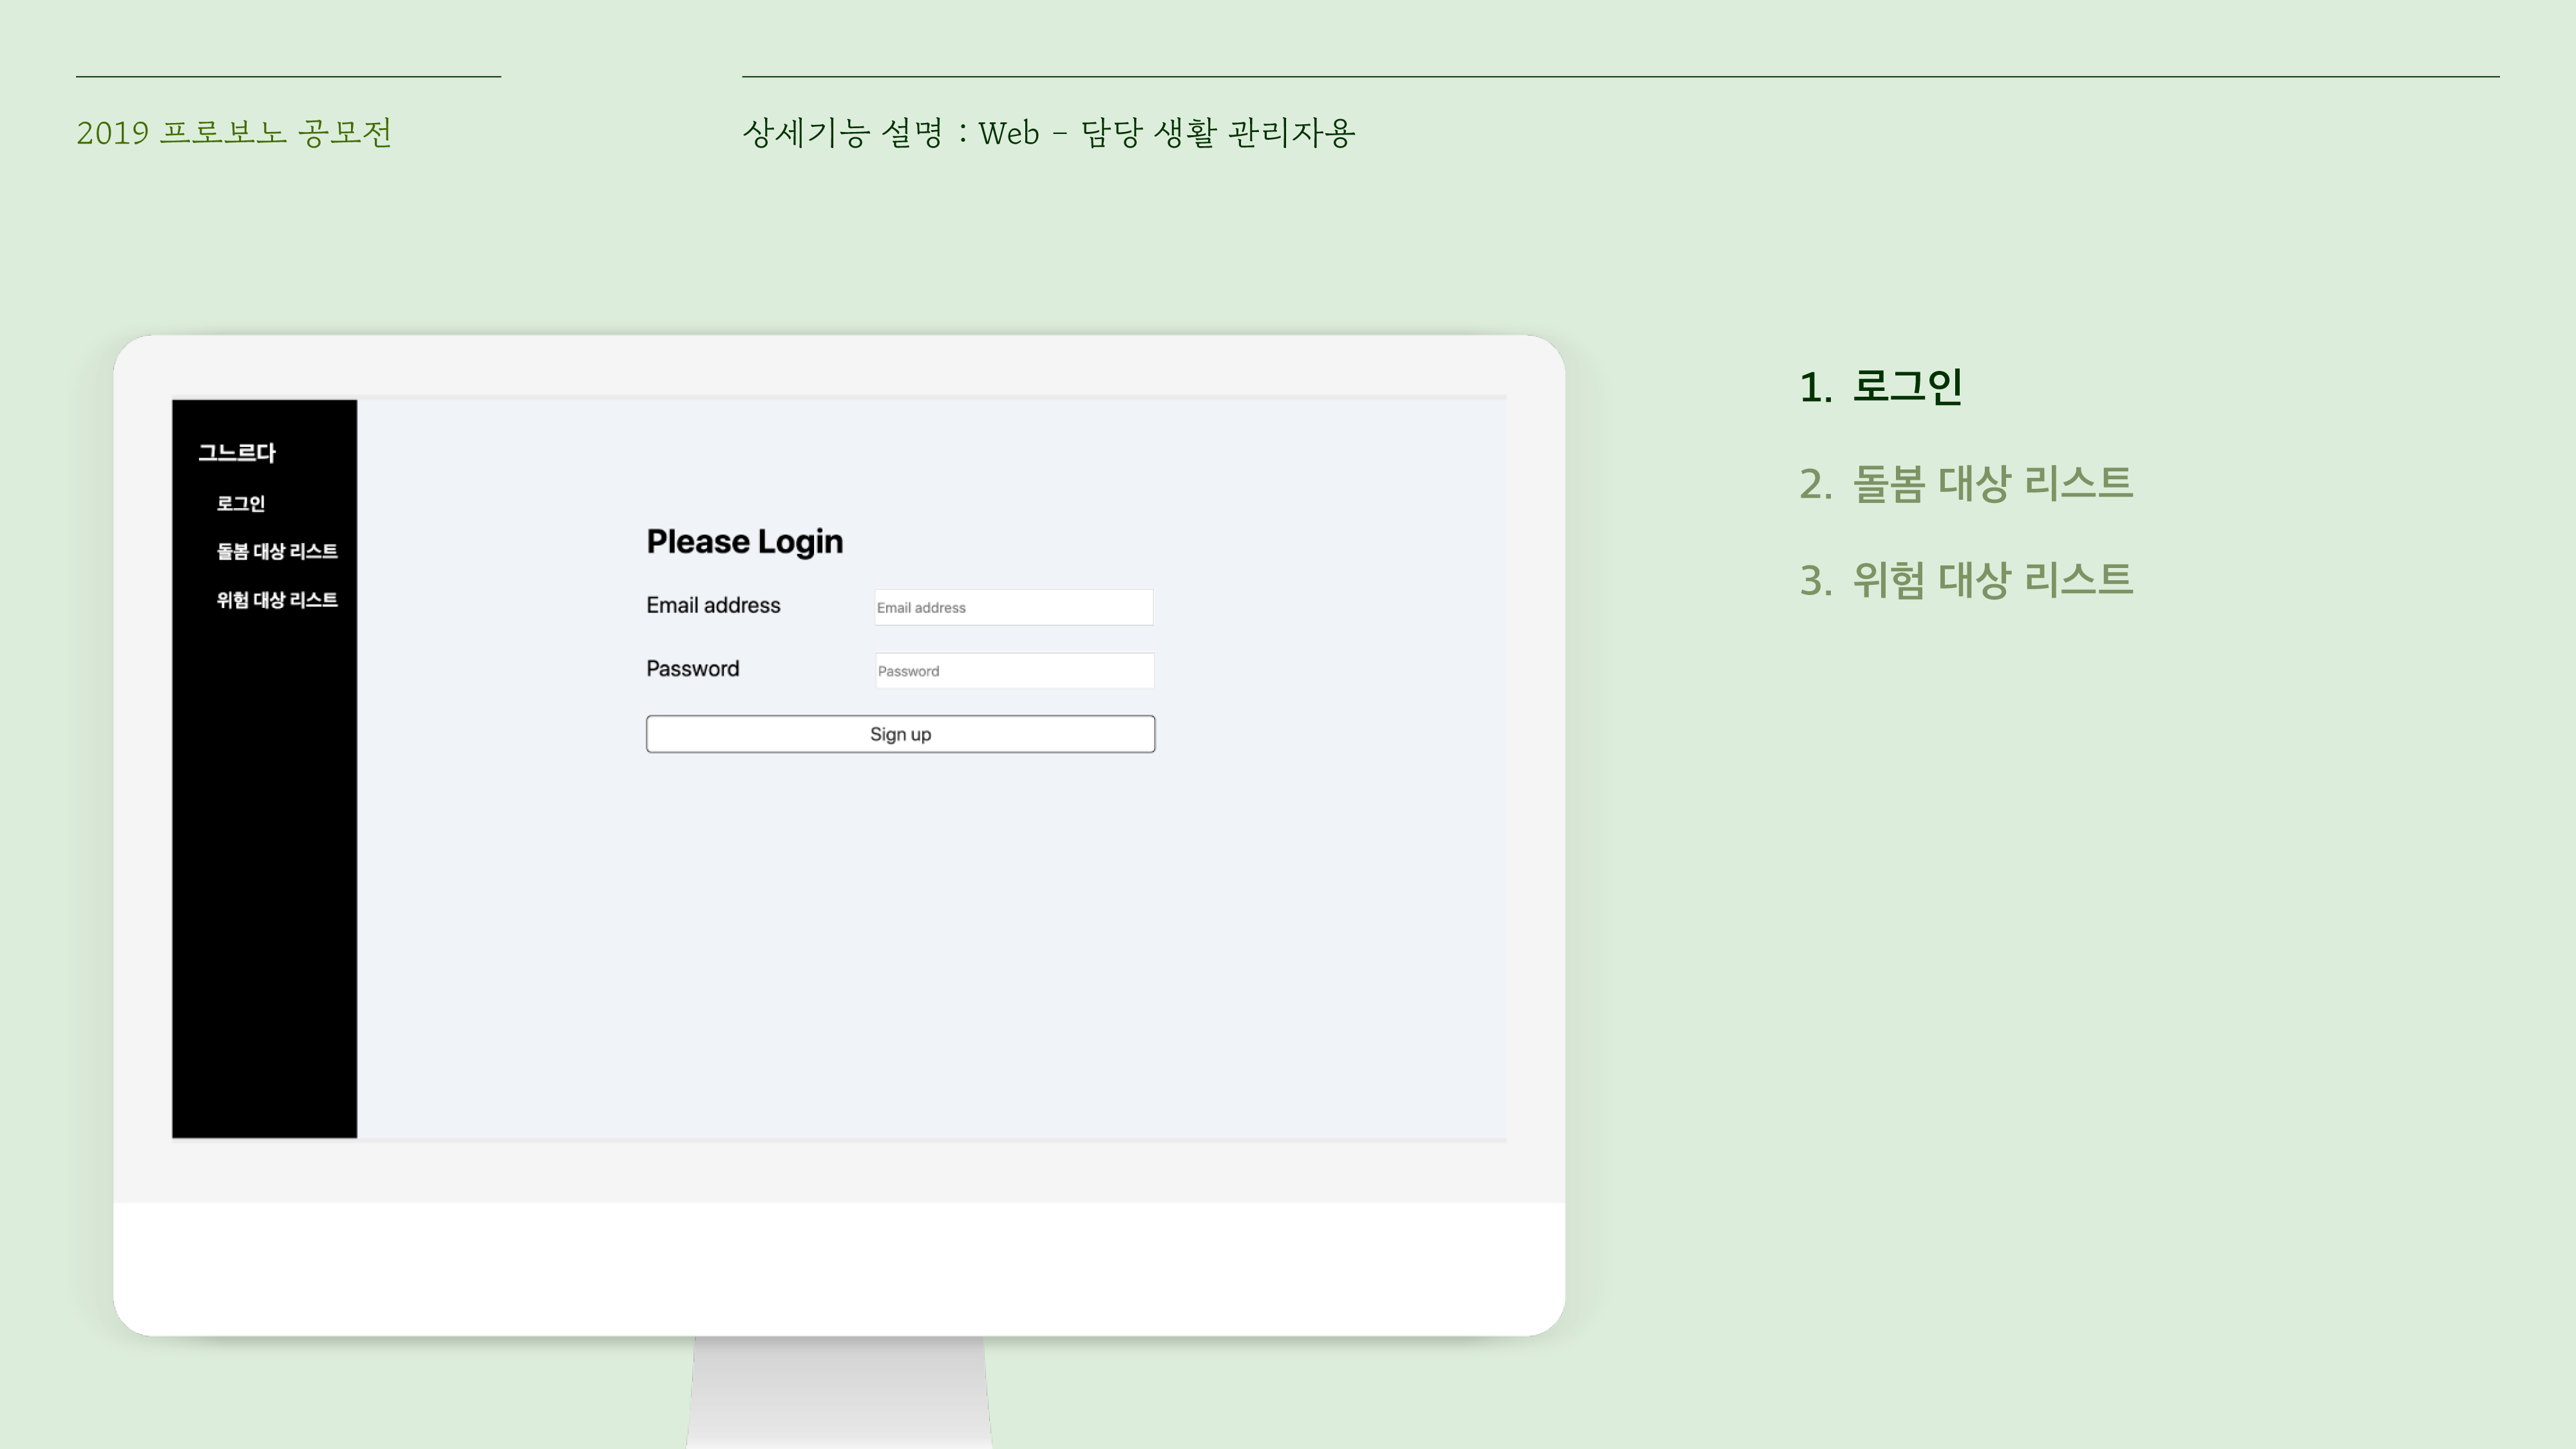 2019 프로보노 공모전
상세기능 설명 : Web - 담당 생활 관리자용
그느르다
로그인
돌봄 대상 리스트
위험 대상 리스트
Please Login
Email address
Email address
Password
Password
Sign up
1. 로그인
2. 돌봄 대상 리스트
3. 위험 대상 리스트